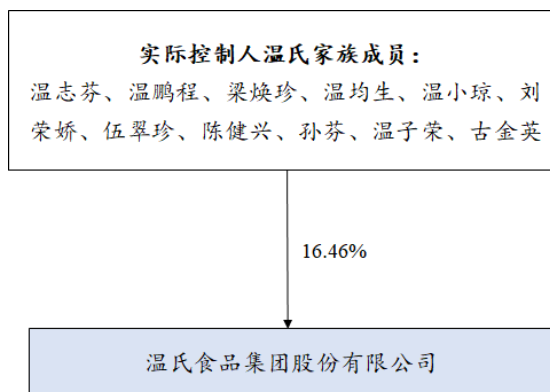 实际控制人温氏家族成员：
温志芬、温鹏程、梁焕珍、温均生、温小琼、刘
荣娇、伍翠珍、陈健兴、孙芬、温子荣、古金英
16.46%
温氏食品集团股份有限公司